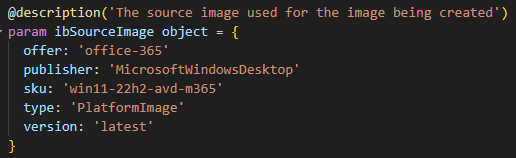 @description('The source image used for the image being created')
param ibSourceImage object = {
  offer: 'office-365'
  publisher: 'MicrosoftWindowsDesktop'
  sku: 'win11-22h2-avd-m365'
  type: 'PlatformImage'
  version: 'latest'
}